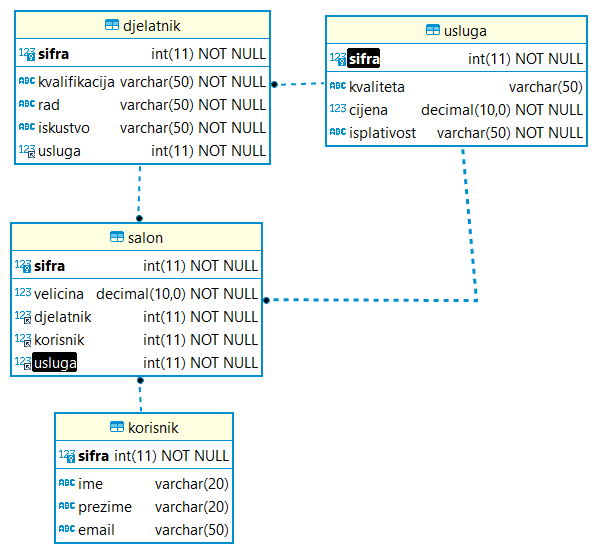 djelatnik
sifra int(11) NOT NULL
kvalifikacija varchar(50) NOT NULL
rad varchar(50) NOT NULL
iskustvo varchar(50) NOT NULL
usluga int(11) NOT NULL
usluga
sifra int(11) NOT NULL
kvaliteta varchar(50)
cijena decimal(10,0) NOT NULL
isplativost varchar(50) NOT NULL
salon
sifra int(11) NOT NULL
velicina decimal(10,0) NOT NULL
djelatnik int(11) NOT NULL
korisnik int(11) NOT NULL
usluga int(11) NOT NULL
korisnik
sifra int(11) NOT NULL
ime varchar(20)
prezime varchar(20)
email varchar(50)